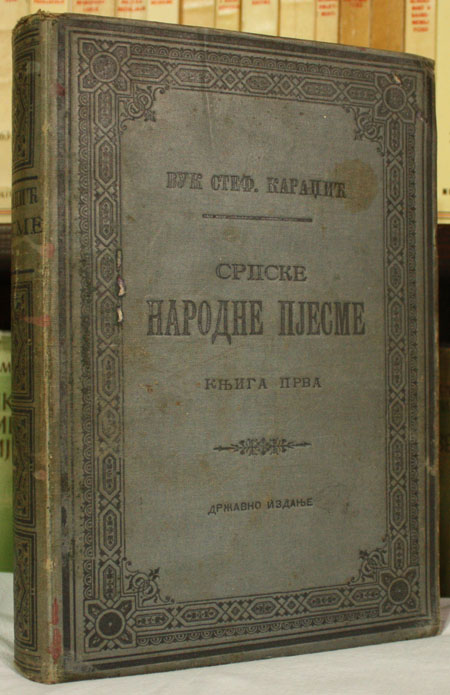 ВУК СТЕФ. КАРАЏИЋ
СРПСКЕ
НАРОДНЕ ПЈЕСМЕ
КЊИГА ПРВА
ДРЖАВНО ИЗДАЊЕ